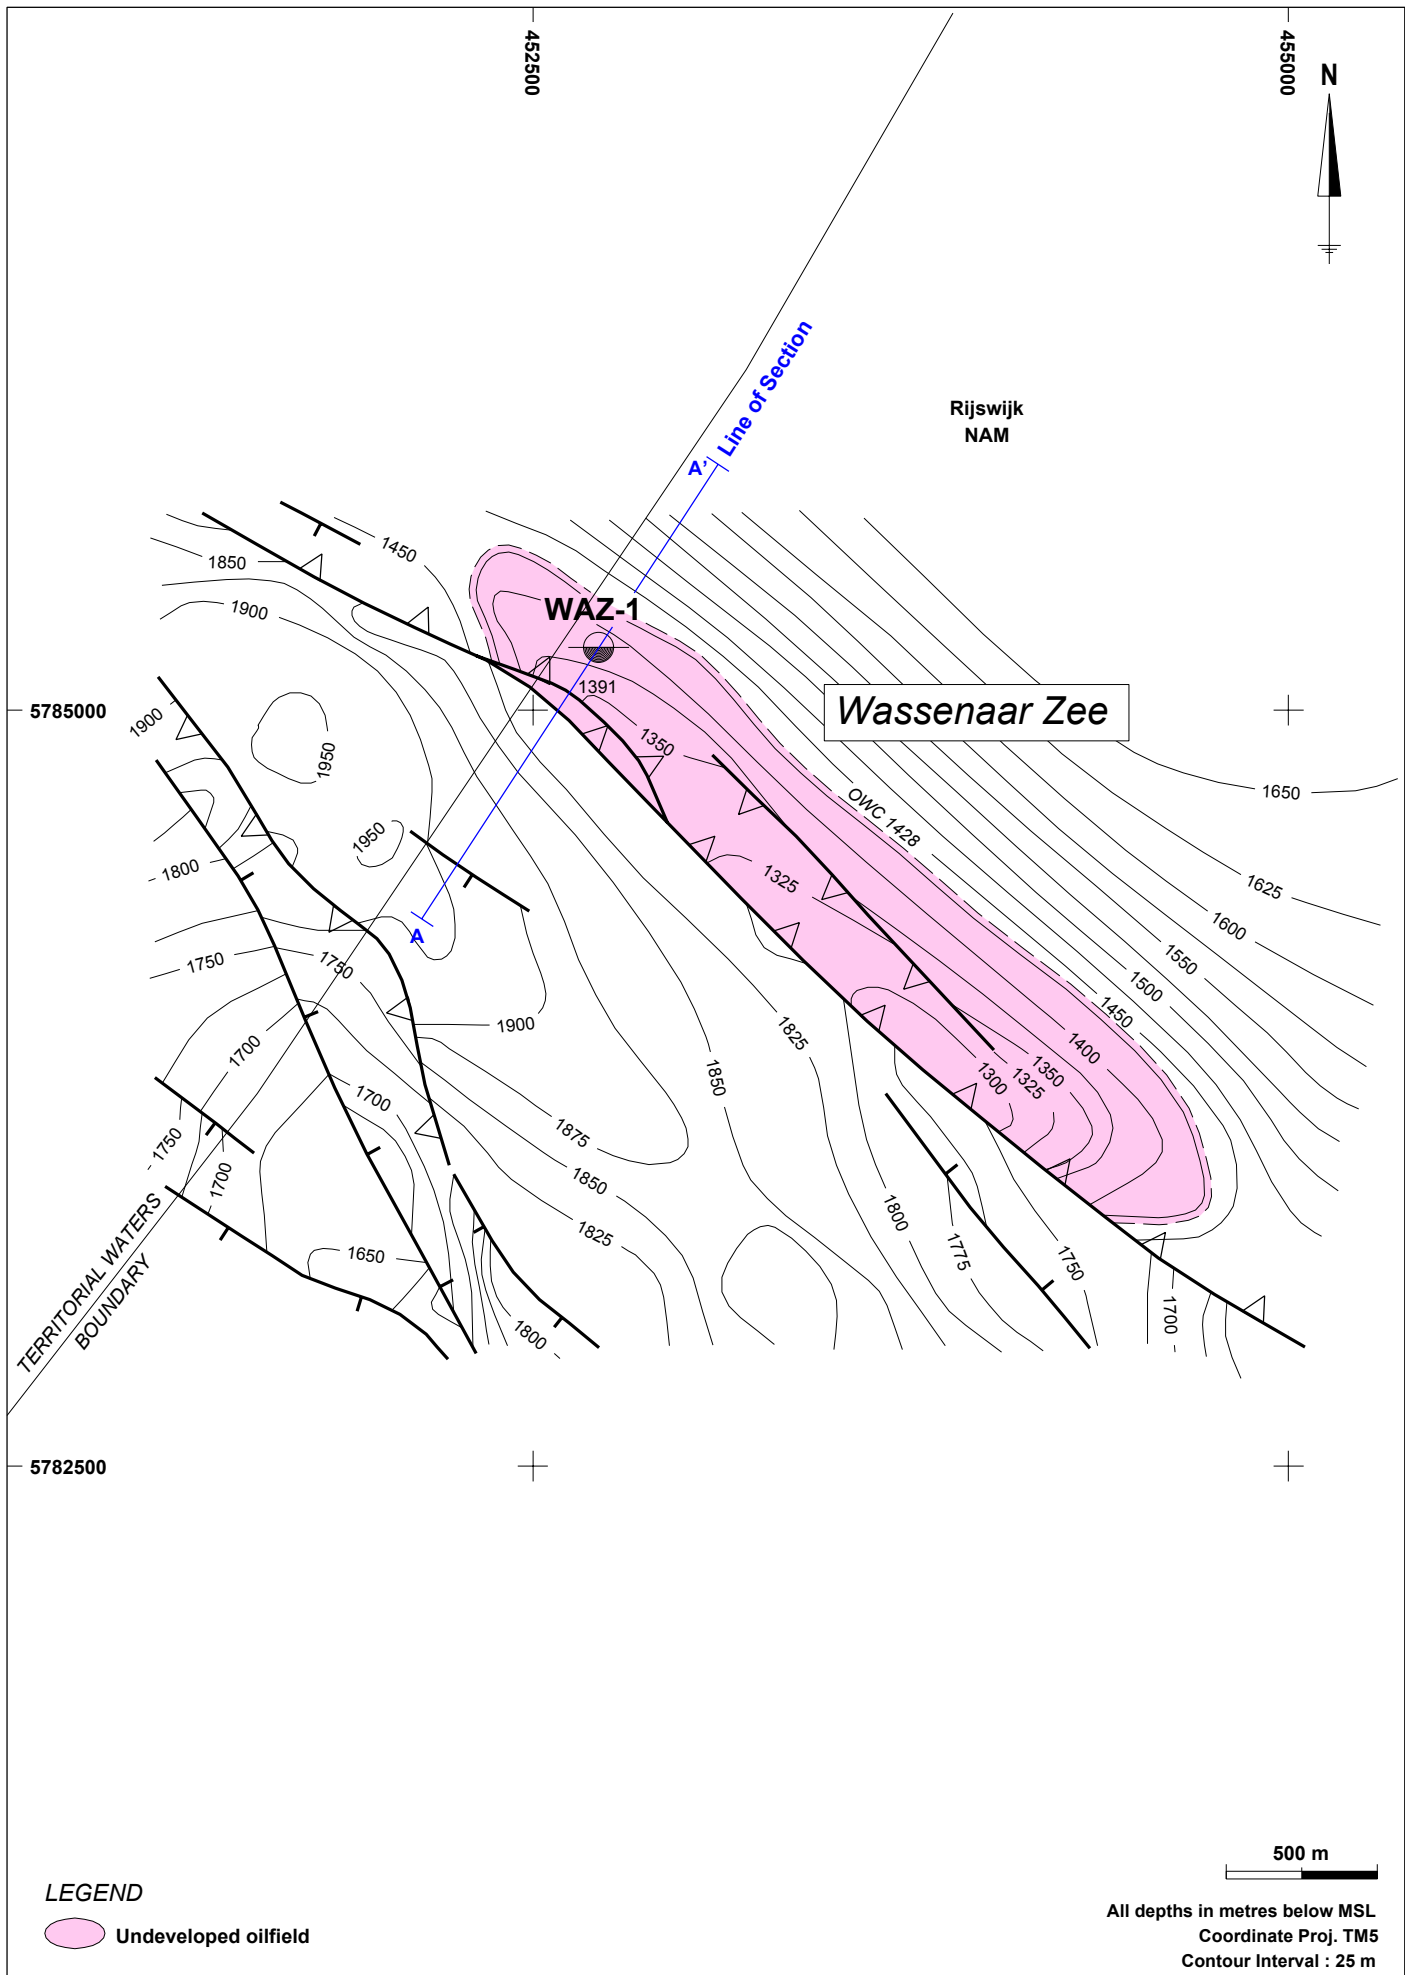 452500
455000
N
Line of Section
A'
Rijswijk
NAM
1450
1850
1900
WAZ-1
1391
5785000
Wassenaar Zee
1900
1950
1350
1650
OWC 1428
1950
1800
1325
1625
A
1600
1750
1750
1550
1500
1450
1900
1825
1400
1700
1850
1350
1325
1300
1700
1875
1750
1850
1700
1800
1825
1775
1750
1650
1700
1800
TERRITORIAL WATERS
BOUNDARY
5782500
500 m
LEGEND
Undeveloped oilfield
All depths in metres below MSL
Coordinate Proj. TM5
Contour Interval : 25 m